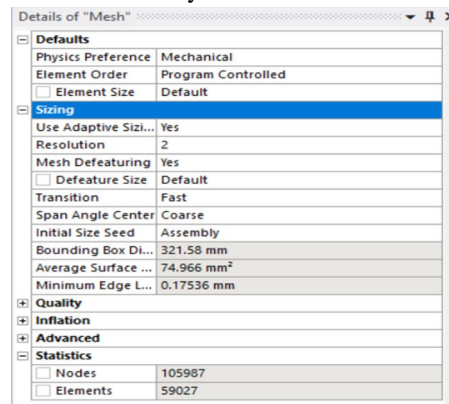 Details of "Mesh"
Defaults
Physics Preference Mechanical
Element Order Program Controlled
Element Size Default
Sizing
Use Adaptive Sizi... Yes
Resolution 2
Mesh Defeaturing Yes
Defeature Size Default
Transition Fast
Span Angle Center Coarse
Initial Size Seed Assembly
Bounding Box Di... 321.58 mm
Average Surface ... 74.966 mm²
Minimum Edge L... 0.17536 mm
Quality
Inflation
Advanced
Statistics
Nodes 105987
Elements 59027